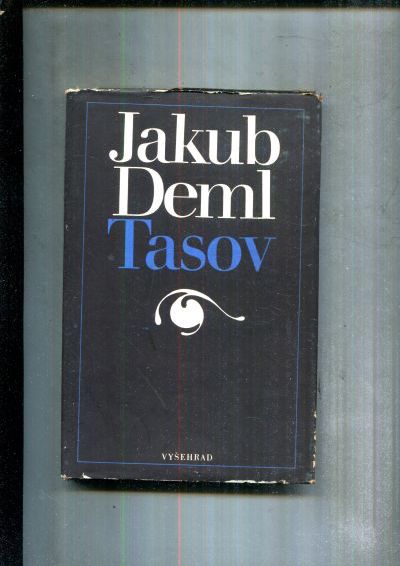 Jakub
Deml
Tasov
VYŠEHRAD